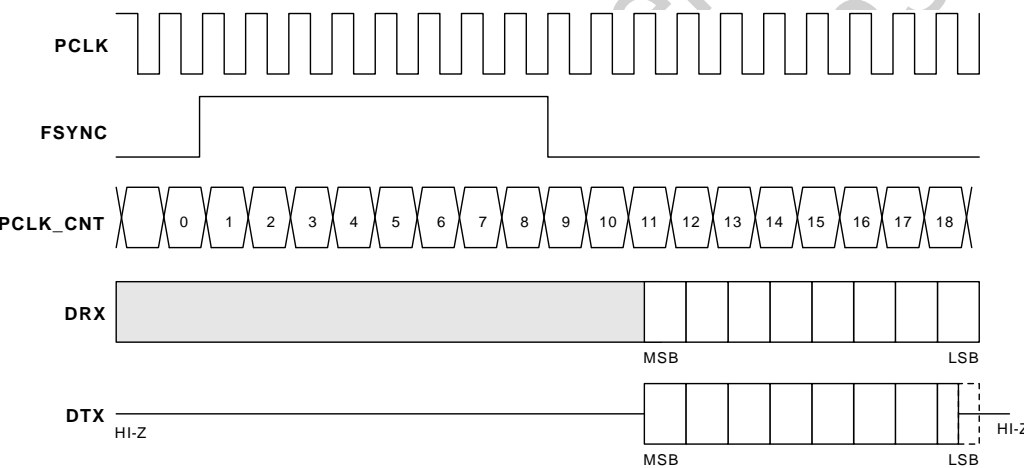 PCLK
FSYNC
PCLK_CNT
0 1 2 3 4 5 6 7 8 9 10 11 12 13 14 15 16 17 18
DRX
MSB LSB
DTX
HI-Z HI-Z
MSB LSB